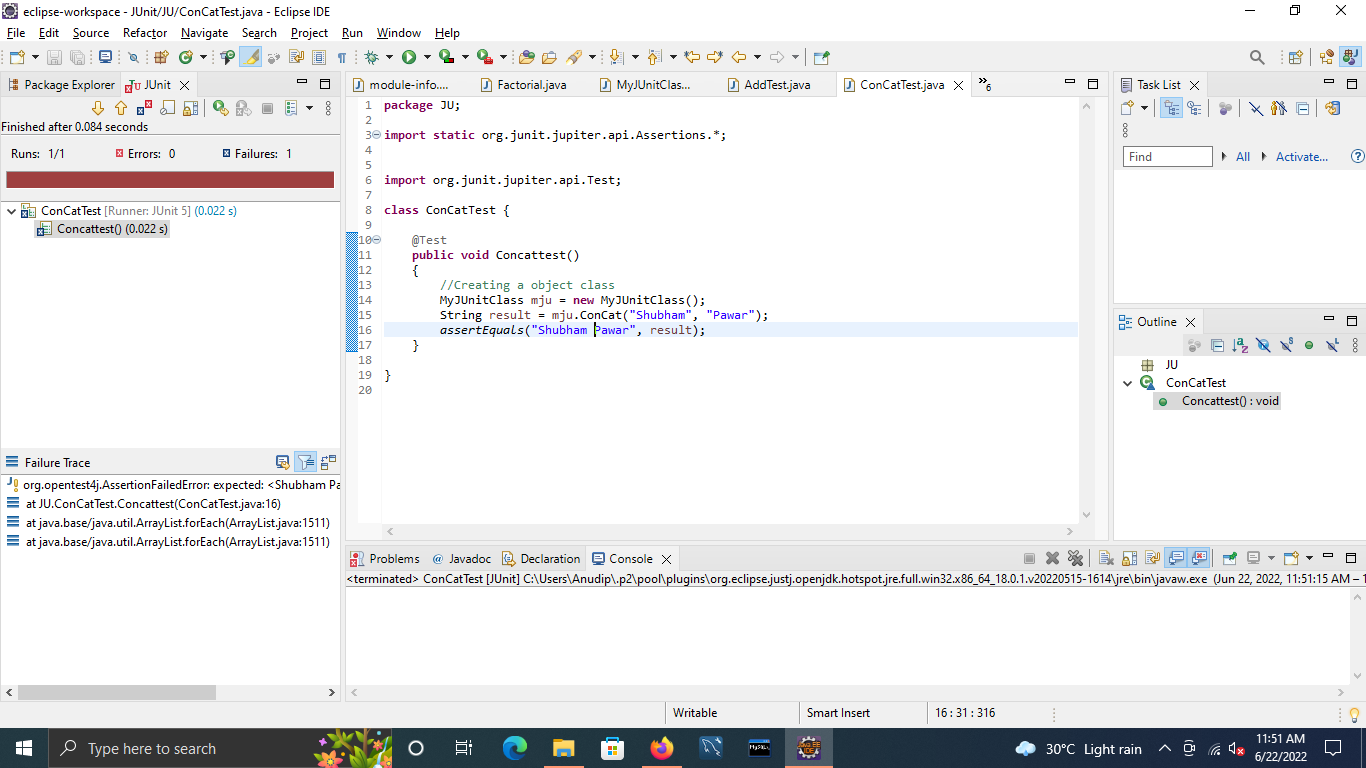 eclipse-workspace - JUnit/JU/ConCatTest.java - Eclipse IDE
File Edit Source Refactor Navigate Search Project Run Window Help
Package Explorer JUnit
Finished after 0.084 seconds
Runs: 1/1 Errors: 0 Failures: 1
ConCatTest [Runner: JUnit 5] (0.022 s)
Concattest() (0.022 s)
Failure Trace
org.opentest4j.AssertionFailedError: expected: <Shubham Pa
at JU.ConCatTest.Concattest(ConCatTest.java:16)
at java.base/java.util.ArrayList.forEach(ArrayList.java:1511)
at java.base/java.util.ArrayList.forEach(ArrayList.java:1511)
module-info.... Factorial.java MyJUnitClas... AddTest.java ConCatTest.java »6
1 package JU;
2
3 import static org.junit.jupiter.api.Assertions.*;
4
5
6 import org.junit.jupiter.api.Test;
7
8 class ConCatTest {
9
10 @Test
11 public void Concattest()
12 {
13 //Creating a object class
14 MyJUnitClass mju = new MyJUnitClass();
15 String result = mju.ConCat("Shubham", "Pawar");
16 assertEquals("Shubham Pawar", result);
17 }
18
19 }
20
Task List
Find All Activate...
Outline
JU
ConCatTest
Concattest() : void
Problems @ Javadoc Declaration Console
<terminated> ConCatTest [JUnit] C:\Users\Anudip\.p2\pool\plugins\org.eclipse.justj.openjdk.hotspot.jre.full.win32.x86_64_18.0.1.v20220515-1614\jre\bin\javaw.exe (Jun 22, 2022, 11:51:15 AM – 1
Writable Smart Insert 16 : 31 : 316
Type here to search
30°C Light rain
11:51 AM
6/22/2022